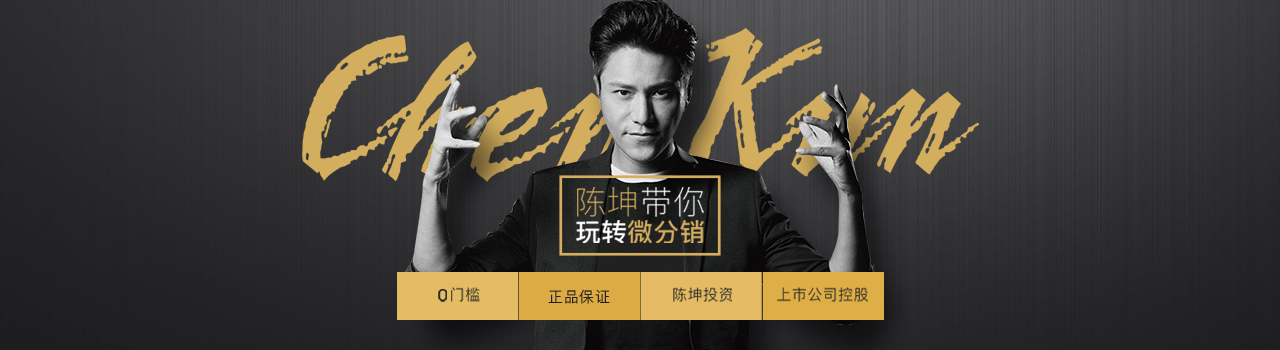 Chen Kun
陈坤带你
玩转微分销
0门槛
正品保证
陈坤投资
上市公司控股